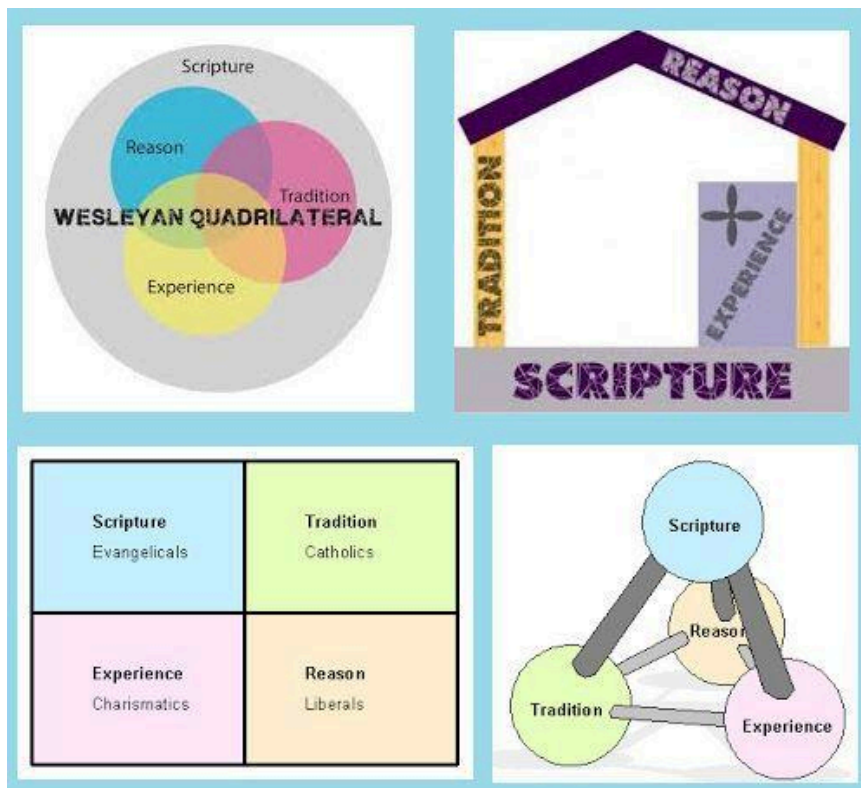 Scripture
Reason
Tradition
WESLEYAN QUADRILATERAL
Experience
REASON
TRADITION
EXPERIENCE
SCRIPTURE
Scripture
Evangelicals
Tradition
Catholics
Experience
Charismatics
Reason
Liberals
Scripture
Reason
Tradition
Experience